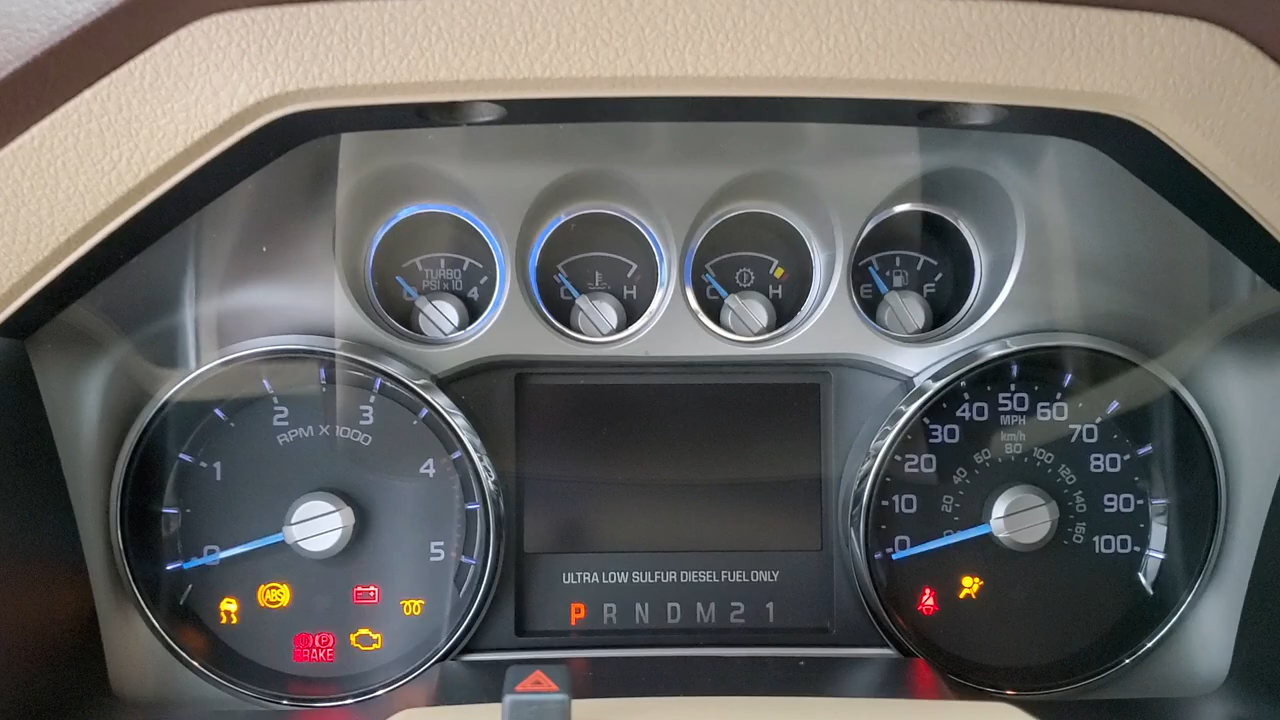 TURBO
PSI x 10
0 4
C H
C H
E F
0 1 2 3 4 5
RPM X 1000
ABS
(!) (P)
BRAKE
ULTRA LOW SULFUR DIESEL FUEL ONLY
P R N D M 2 1
0 10 20 30 40 50 60 70 80 90 100
MPH
km/h
20 40 60 80 100 120 140 160